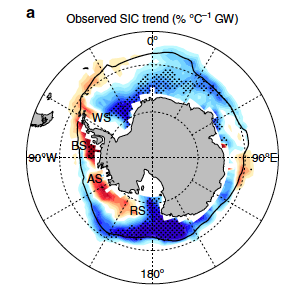 a
Observed SIC trend (% °C⁻¹ GW)
0°
WS
90°W
BS
90°E
AS
RS
180°